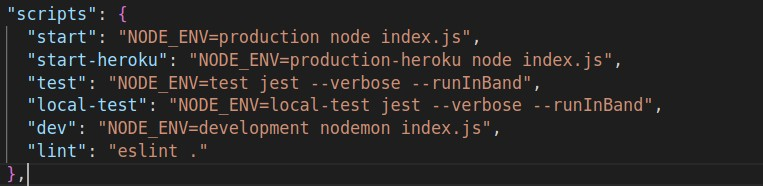 "scripts": {
"start": "NODE_ENV=production node index.js",
"start-heroku": "NODE_ENV=production-heroku node index.js",
"test": "NODE_ENV=test jest --verbose --runInBand",
"local-test": "NODE_ENV=local-test jest --verbose --runInBand",
"dev": "NODE_ENV=development nodemon index.js",
"lint": "eslint ."
},